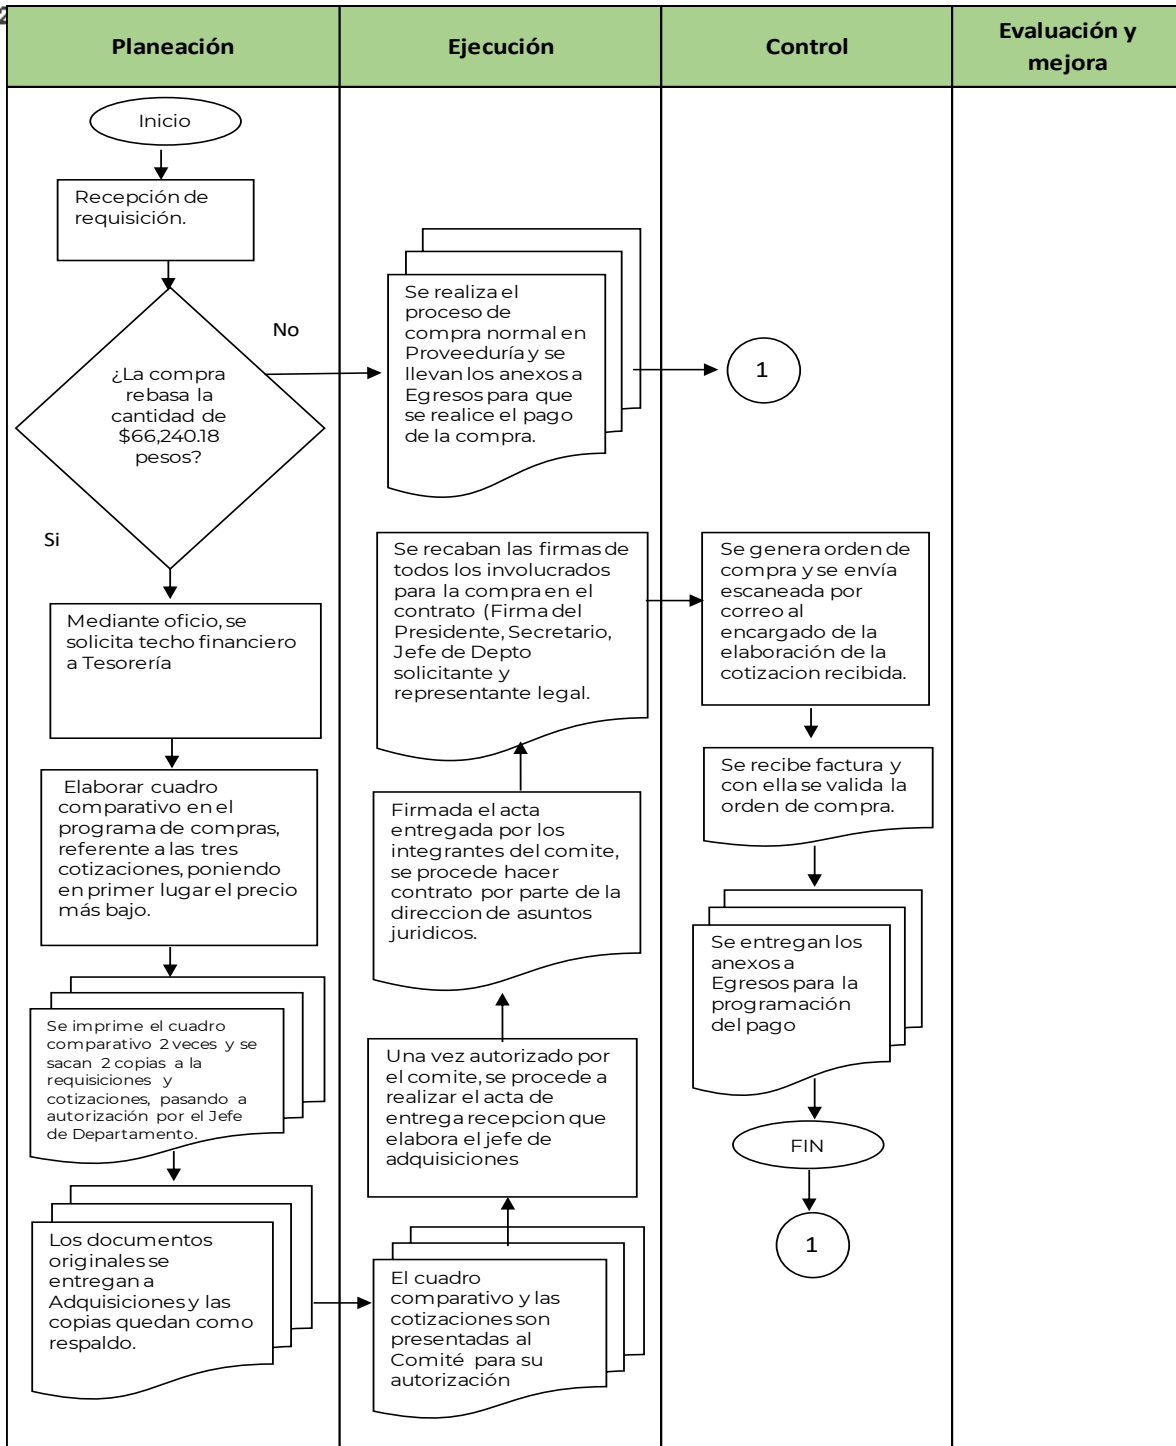 2
Planeación
Ejecución
Control
Evaluación y
mejora
Inicio
Recepción de
requisición.
¿La compra
rebasa la
cantidad de
$66,240.18
pesos?
No
Si
Mediante oficio, se
solicita techo financiero
a Tesorería
Elaborar cuadro
comparativo en el
programa de compras,
referente a las tres
cotizaciones, poniendo
en primer lugar el precio
más bajo.
Se imprime el cuadro
comparativo 2 veces y se
sacan 2 copias a la
requisiciones y
cotizaciones, pasando a
autorización por el Jefe
de Departamento.
Los documentos
originales se
entregan a
Adquisiciones y las
copias quedan como
respaldo.
Se realiza el
proceso de
compra normal en
Proveeduría y se
llevan los anexos a
Egresos para que
se realice el pago
de la compra.
1
Se recaban las firmas de
todos los involucrados
para la compra en el
contrato (Firma del
Presidente, Secretario,
Jefe de Depto
solicitante y
representante legal.
Firmada el acta
entregada por los
integrantes del comite,
se procede hacer
contrato por parte de la
direccion de asuntos
juridicos.
Una vez autorizado por
el comite, se procede a
realizar el acta de
entrega recepcion que
elabora el jefe de
adquisiciones
El cuadro
comparativo y las
cotizaciones son
presentadas al
Comité para su
autorización
Se genera orden de
compra y se envía
escaneada por
correo al
encargado de la
elaboración de la
cotizacion recibida.
Se recibe factura y
con ella se valida la
orden de compra.
Se entregan los
anexos a
Egresos para la
programación
del pago
FIN
1